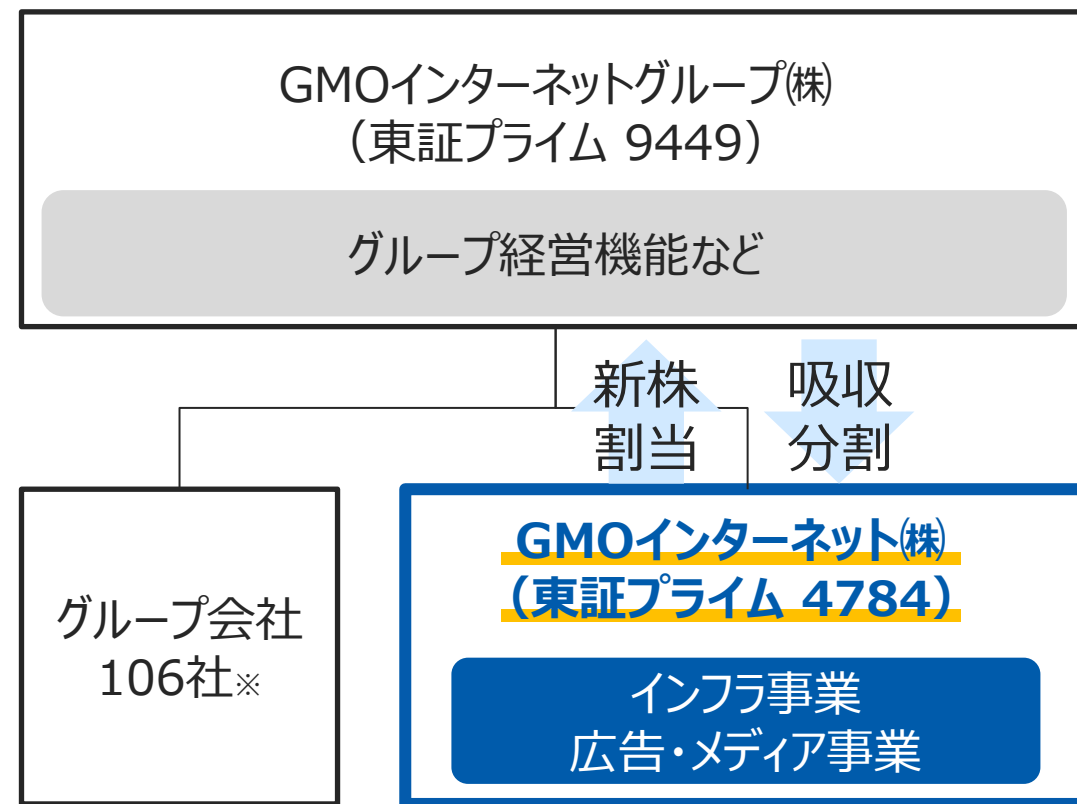 GMOインターネットグループ㈱
（東証プライム 9449）
グループ経営機能など
新株
割当
吸収
分割
グループ会社
106社※
GMOインターネット㈱
（東証プライム 4784）
インフラ事業
広告・メディア事業